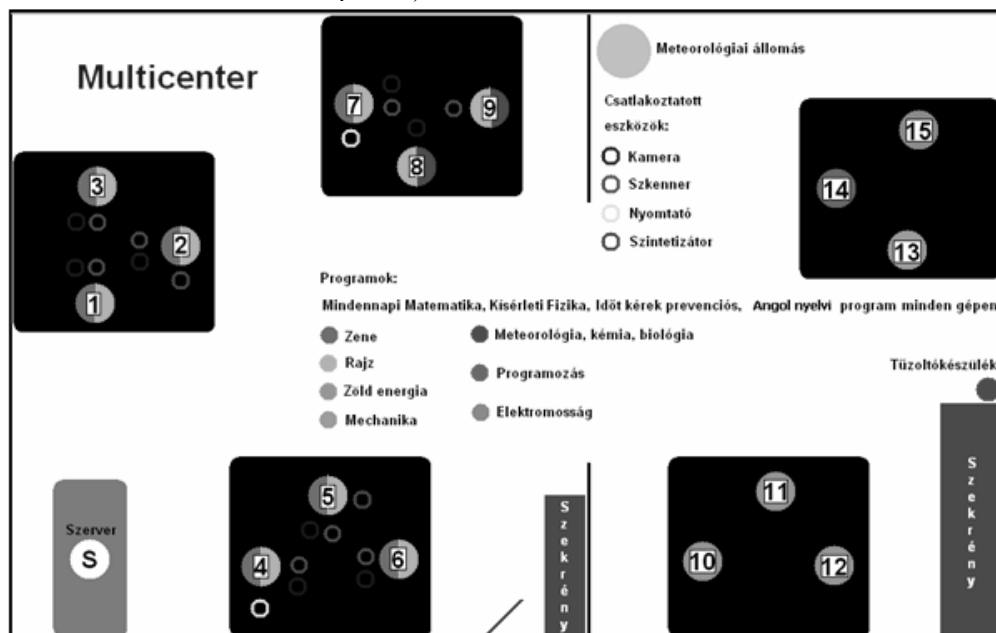 Multicenter
7
9
8
Meteorológiai állomás
Csatlakoztatott
eszközök:
Kamera
Szkenner
Nyomtató
Szintetizátor
15
14
13
3
2
1
Programok:
Mindennapi Matematika, Kísérleti Fizika, Időt kérek prevenciós, Angol nyelvi program minden gépen
Zene
Rajz
Zöld energia
Mechanika
Meteorológia, kémia, biológia
Programozás
Elektromosság
Tűzoltókészülék
Szekrény
Szerver
S
5
4
6
Szekrény
11
10
12